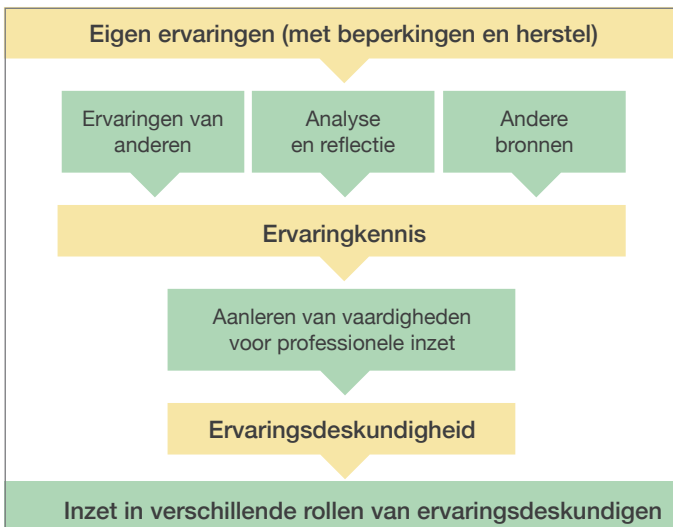 Eigen ervaringen (met beperkingen en herstel)
Ervaringen van
anderen
Analyse
en reflectie
Andere
bronnen
Ervaringkennis
Aanleren van vaardigheden
voor professionele inzet
Ervaringsdeskundigheid
Inzet in verschillende rollen van ervaringsdeskundigen